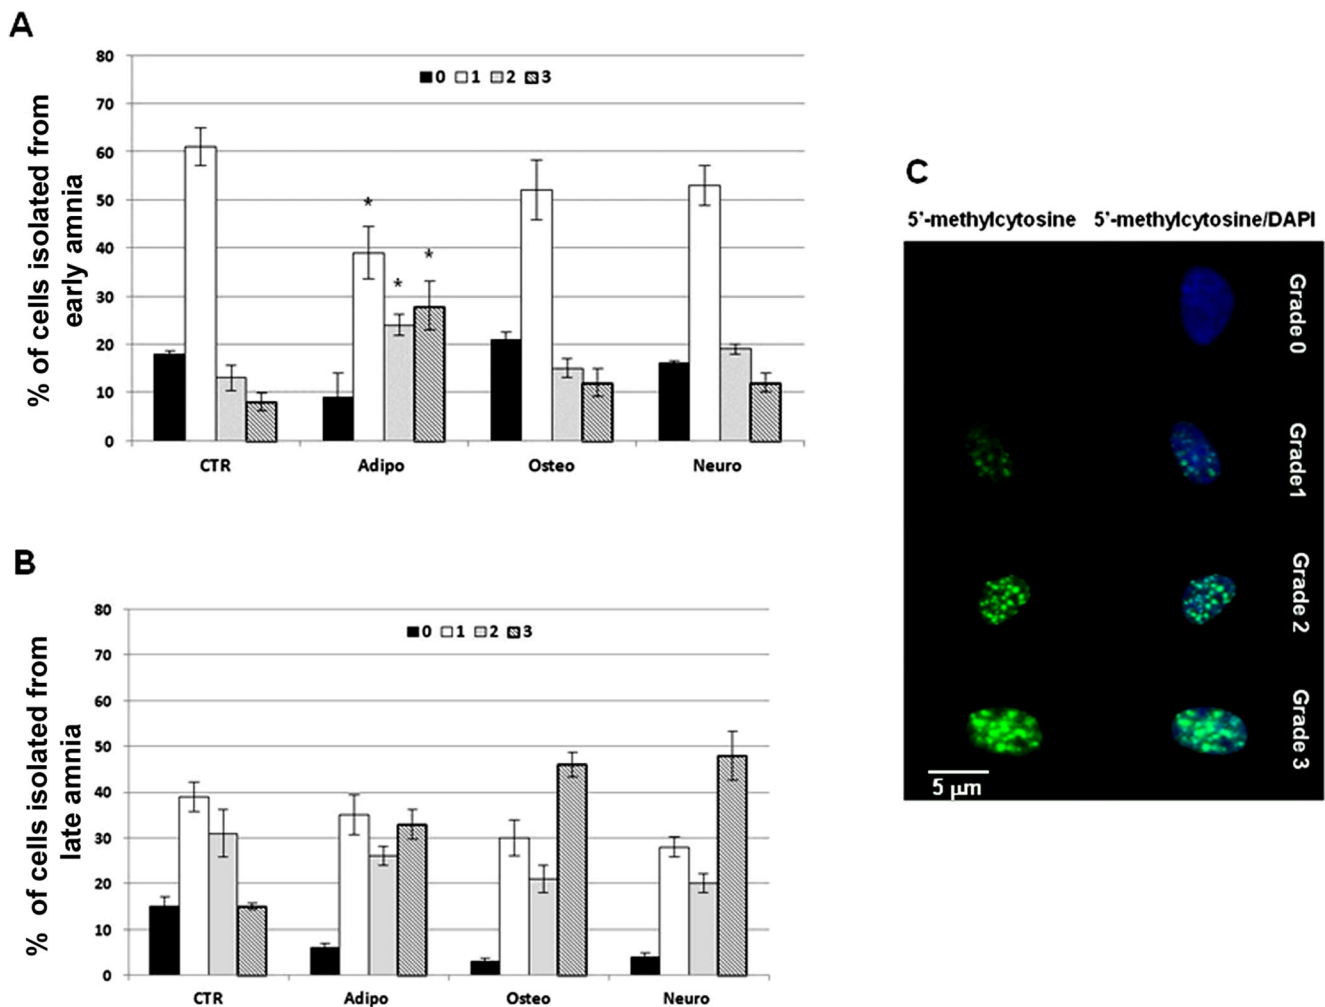 A
% of cells isolated from
early amnia
80
70
60
50
40
30
20
10
0
0 1 2 3
*
*
*
CTR Adipo Osteo Neuro
B
% of cells isolated from
late amnia
80
70
60
50
40
30
20
10
0
0 1 2 3
CTR Adipo Osteo Neuro
C
5’-methylcytosine 5’-methylcytosine/DAPI
Grade 0
Grade1
Grade 2
Grade 3
5 µm